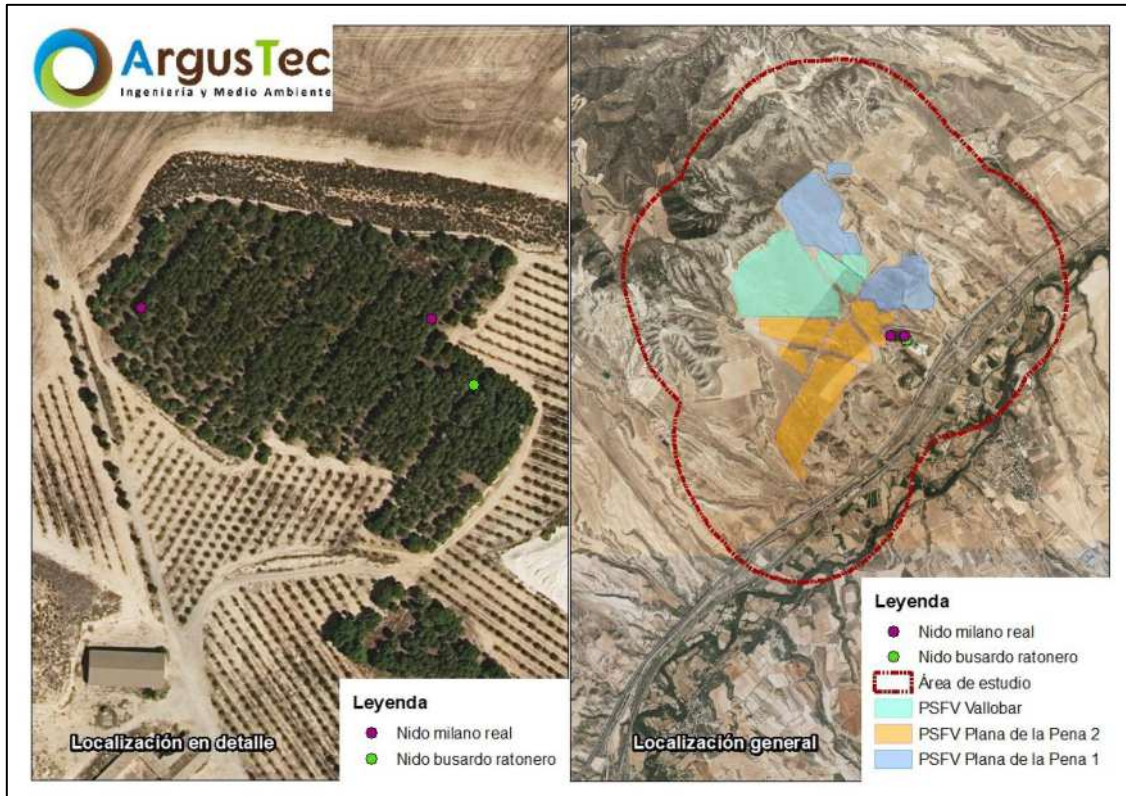 ArgusTec
Ingeniería y Medio Ambiente
Localización en detalle
Leyenda
Nido milano real
Nido busardo ratonero
Localización general
Leyenda
Nido milano real
Nido busardo ratonero
Área de estudio
PSFV Vallobar
PSFV Plana de la Pena 2
PSFV Plana de la Pena 1